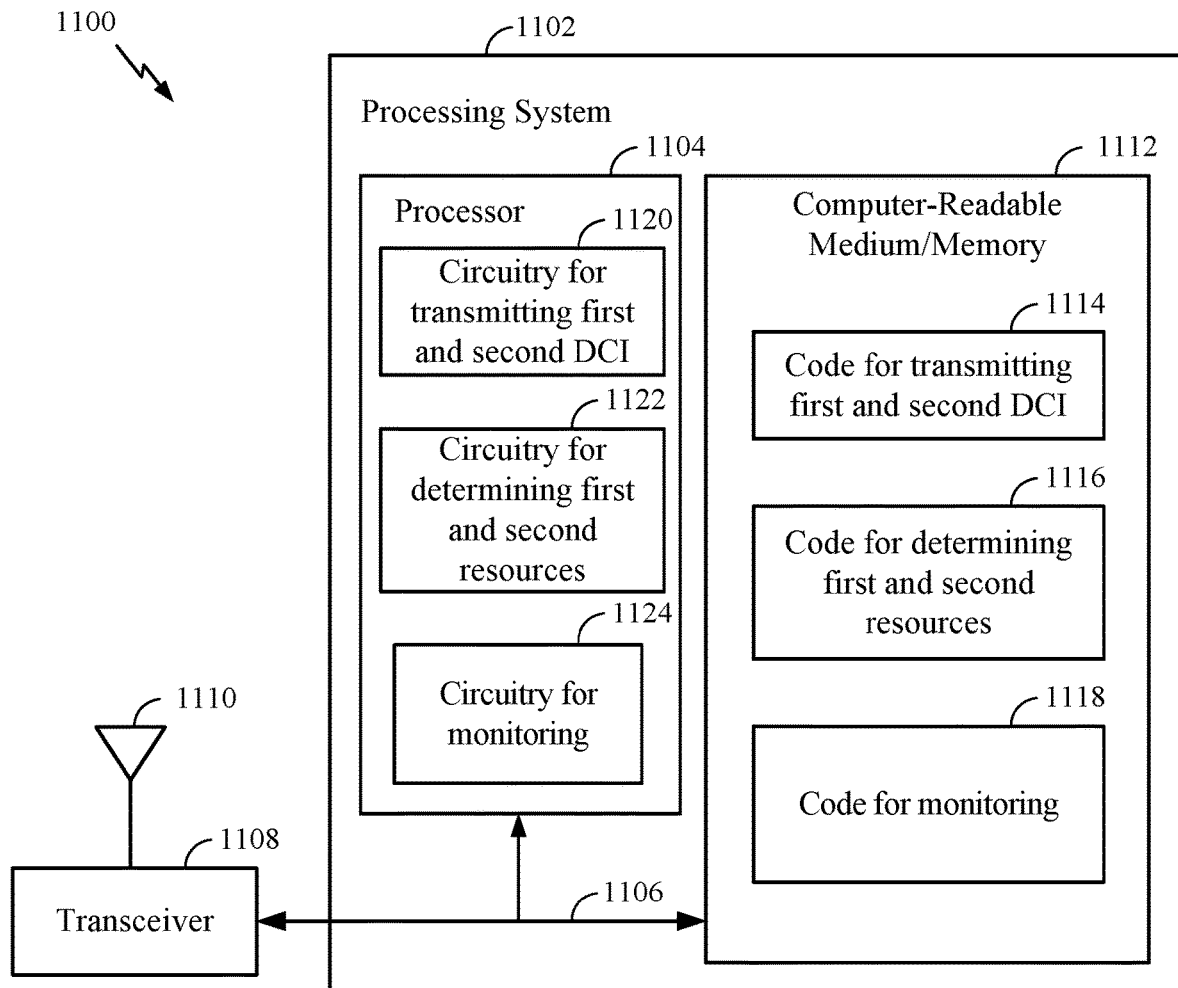 1100
1102
Processing System
1104
Processor
1120
Circuitry for
transmitting first
and second DCI
1122
Circuitry for
determining first
and second
resources
1124
Circuitry for
monitoring
1112
Computer-Readable
Medium/Memory
1114
Code for transmitting
first and second DCI
1116
Code for determining
first and second
resources
1118
Code for monitoring
1110
1108
Transceiver
1106